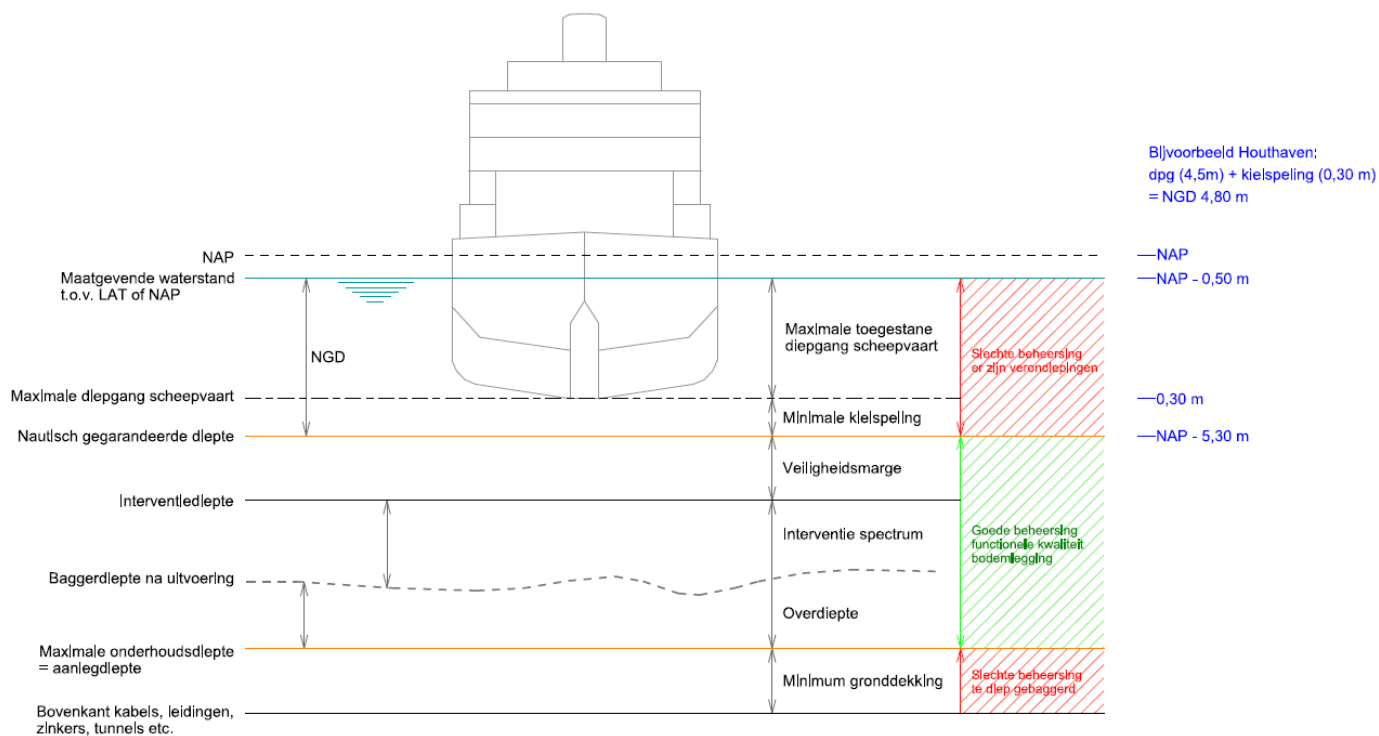 Bijvoorbeeld Houthaven:
dpg (4,5m) + kielspeling (0,30 m)
= NGD 4,80 m
NAP
NAP
Maatgevende waterstand
t.o.v. LAT of NAP
NAP - 0,50 m
Maximale toegestane
diepgang scheepvaart
NGD
Slechte beheersing
er zijn verondiepingen
Maximale diepgang scheepvaart
0,30 m
Minimale kielspeling
Nautisch gegarandeerde diepte
NAP - 5,30 m
Veiligheidsmarge
Interventiediepte
Interventie spectrum
Goede beheersing
functionele kwaliteit
bodemlegging
Baggerdiepte na uitvoering
Overdiepte
Maximale onderhoudsdiepte
= aanlegdiepte
Minimum gronddekking
Slechte beheersing
te diep gebaggerd
Bovenkant kabels, leidingen,
zinkers, tunnels etc.